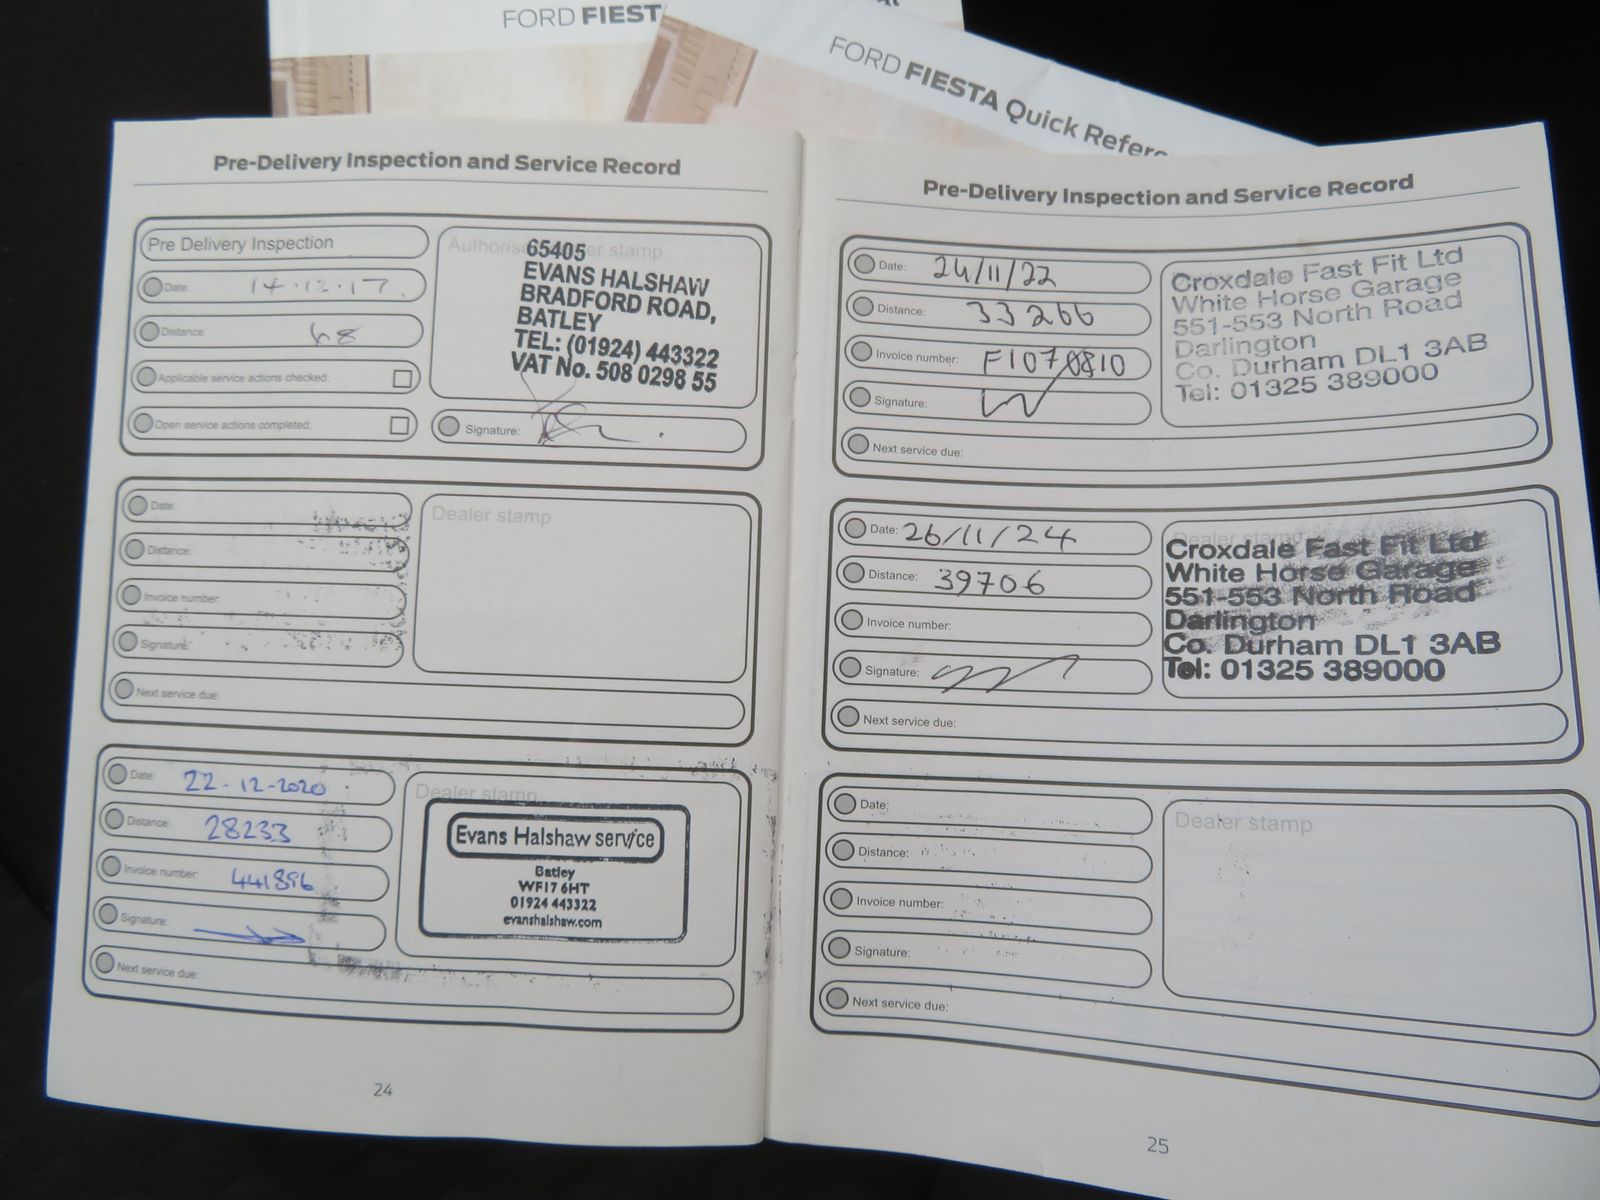 FORD FIESTA
FORD FIESTA Quick Refere
Pre-Delivery Inspection and Service Record
Pre Delivery Inspection
Date: 14.12.17.
Distance: 68
Applicable service actions checked:
Open service actions completed:
Authorised dealer stamp
65405
EVANS HALSHAW
BRADFORD ROAD,
BATLEY
TEL: (01924) 443322
VAT No. 508 0298 55
Signature:
Date:
Distance:
Invoice number:
Signature:
Next service due:
Dealer stamp
Date: 22-12-2020
Distance: 28233
Invoice number: 441896
Signature:
Next service due:
Dealer stamp
Evans Halshaw service
Batley
WF17 6HT
01924 443322
evanshalshaw.com
24
Pre-Delivery Inspection and Service Record
Date: 24/11/22
Distance: 33266
Invoice number: F1070810
Signature:
Next service due:
Croxdale Fast Fit Ltd
White Horse Garage
551-553 North Road
Darlington
Co. Durham DL1 3AB
Tel: 01325 389000
Date: 26/11/24
Distance: 39706
Invoice number:
Signature:
Next service due:
Dealer stamp
Croxdale Fast Fit Ltd
White Horse Garage
551-553 North Road
Darlington
Co. Durham DL1 3AB
Tel: 01325 389000
Date:
Distance:
Invoice number:
Signature:
Next service due:
Dealer stamp
25